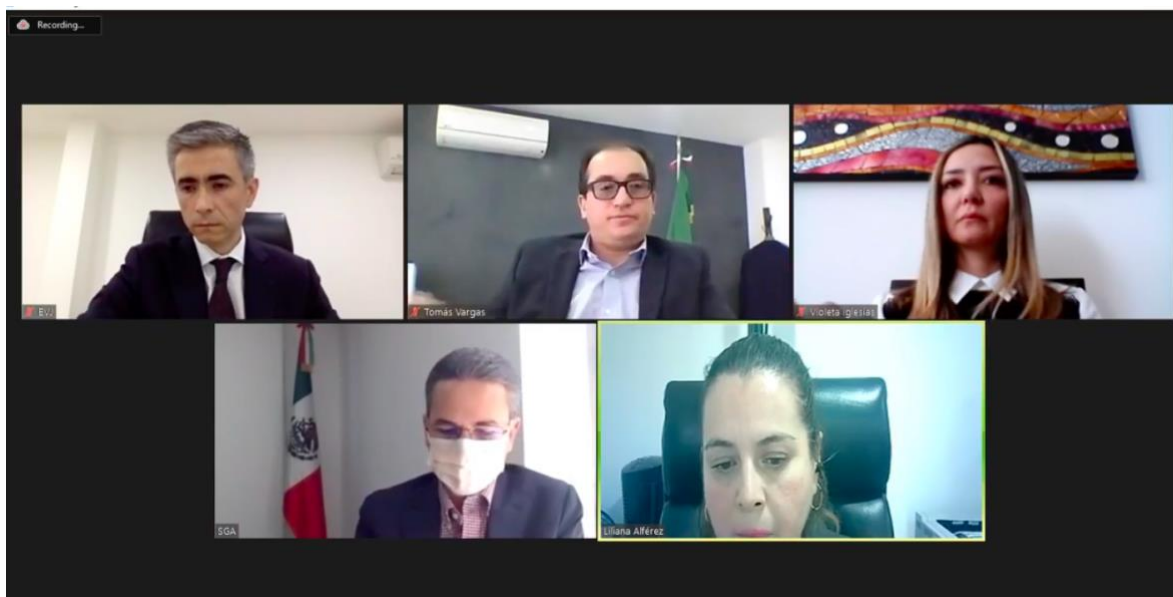 Recording...
EVJ
Tomás Vargas
Violeta Iglesias
SGA
Liliana Alférez